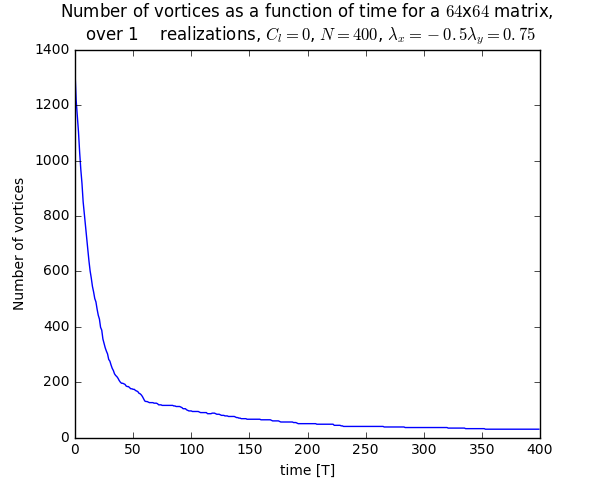 Number of vortices as a function of time for a 64x64 matrix,
over 1 realizations, C_l = 0, N = 400, λ_x = −0.5λ_y = 0.75
1400
1200
1000
800
600
400
200
0
Number of vortices
0 50 100 150 200 250 300 350 400
time [T]